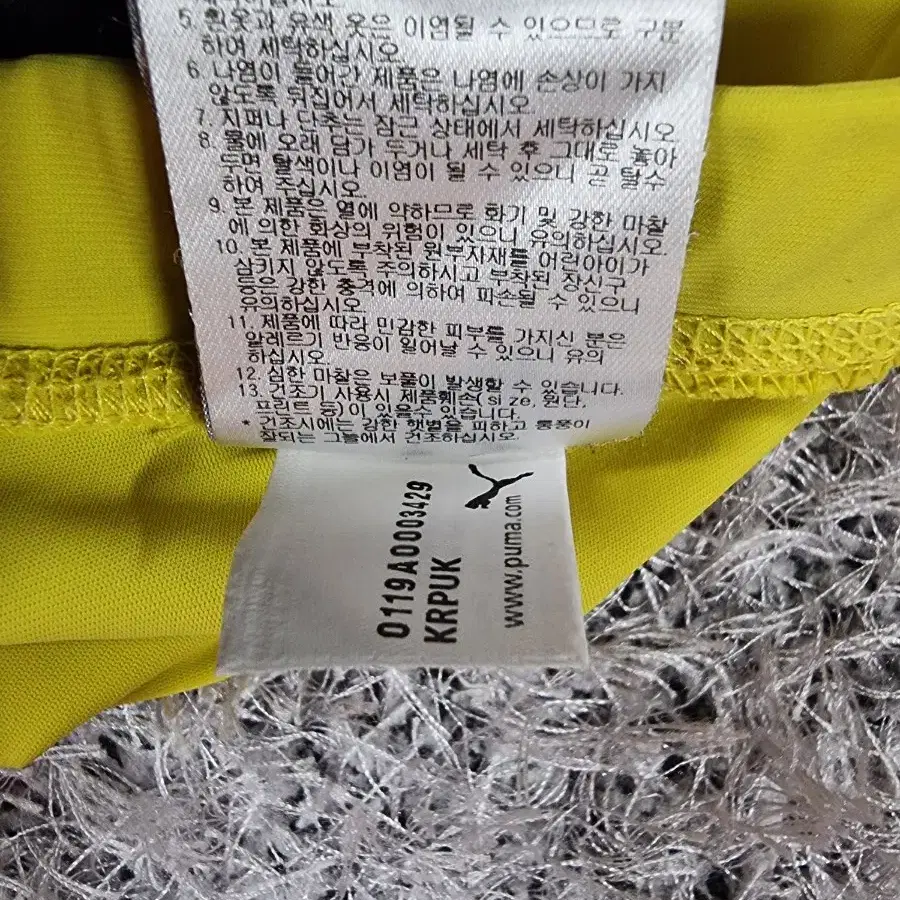 5. 흰옷과 유색 옷은 이염될 수 있으므로 구분
하여 세탁하십시오.
6. 나염이 들어간 제품은 나염에 손상이 가지
않도록 뒤집어서 세탁하십시오.
7. 지퍼나 단추는 잠근 상태에서 세탁하십시오
8. 물에 오래 담가 두거나 세탁 후 그대로 놓아
두면 탈색이나 이염이 될 수 있으니 곧 탈수
하여 주십시오.
9. 본 제품은 열에 약하므로 화기 및 강한 마찰
에 의한 화상의 위험이 있으니 유의하십시오.
10. 본 제품에 부착된 원부자재를 어린아이가
삼키지 않도록 주의하시고 부착된 장신구
등은 강한 충격에 의하여 파손될 수 있으니
유의하십시오
11. 제품에 따라 민감한 피부를 가지신 분은
알레르기 반응이 일어날 수 있으니 유의
하십시오.
12. 심한 마찰은 보풀이 발생할 수 있습니다.
13. 건조기 사용시 제품훼손(size, 원단,
프린트 등)이 있을수 있습니다.
* 건조시에는 강한 햇볕을 피하고 통풍이
잘되는 그늘에서 건조하십시오.
0119A0003429
KRPUK
www.puma.com